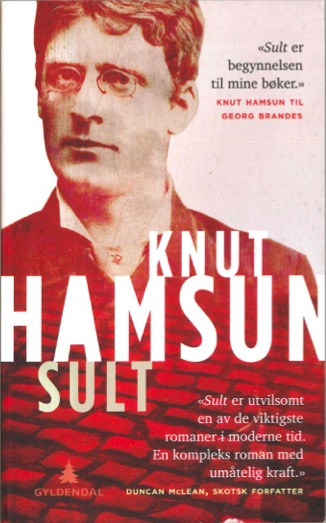 «Sult er
begynnelsen
til mine bøker.»
KNUT HAMSUN TIL
GEORG BRANDES
KNUT
HAMSUN
SULT
«Sult er utvilsomt
en av de viktigste
romaner i moderne tid.
En kompleks roman med
umåtelig kraft.»
DUNCAN McLEAN, SKOTSK FORFATTER
GYLDENDAL